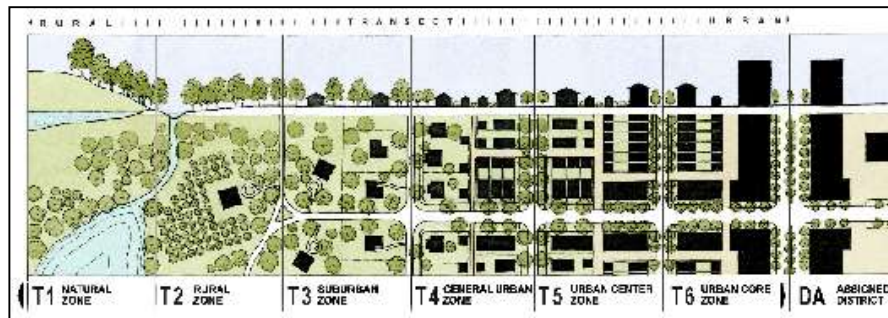 RURAL TRANSECT URBAN
T1 NATURAL ZONE
T2 RURAL ZONE
T3 SUBURBAN ZONE
T4 GENERAL URBAN ZONE
T5 URBAN CENTER ZONE
T6 URBAN CORE ZONE
DA ASSIGNED DISTRICT